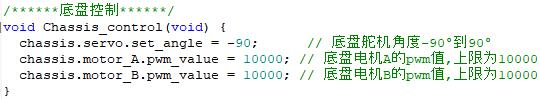 /******底盘控制******/
void Chassis_control(void) {
chassis.servo.set_angle = -90; // 底盘舵机角度-90°到90°
chassis.motor_A.pwm_value = 10000; // 底盘电机A的pwm值,上限为10000
chassis.motor_B.pwm_value = 10000; // 底盘电机B的pwm值,上限为10000
}